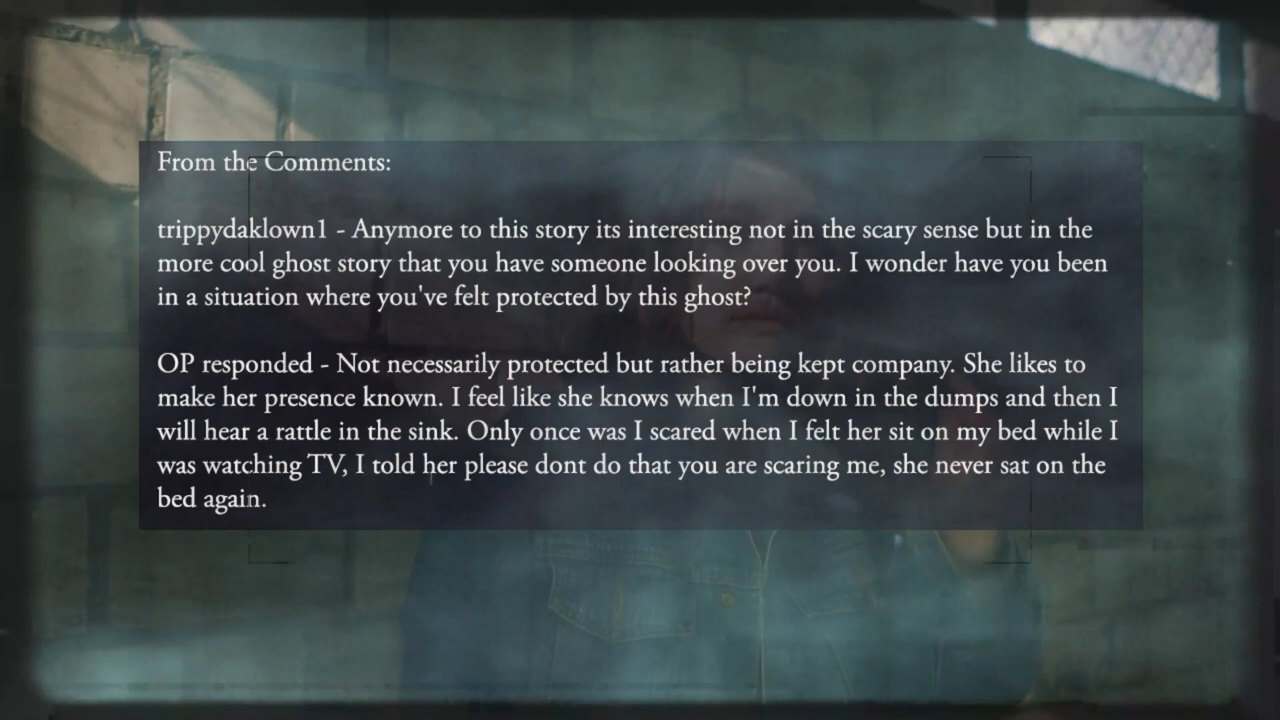 From the Comments:
trippydaklown1 - Anymore to this story its interesting not in the scary sense but in the
more cool ghost story that you have someone looking over you. I wonder have you been
in a situation where you've felt protected by this ghost?
OP responded - Not necessarily protected but rather being kept company. She likes to
make her presence known. I feel like she knows when I'm down in the dumps and then I
will hear a rattle in the sink. Only once was I scared when I felt her sit on my bed while I
was watching TV, I told her please dont do that you are scaring me, she never sat on the
bed again.